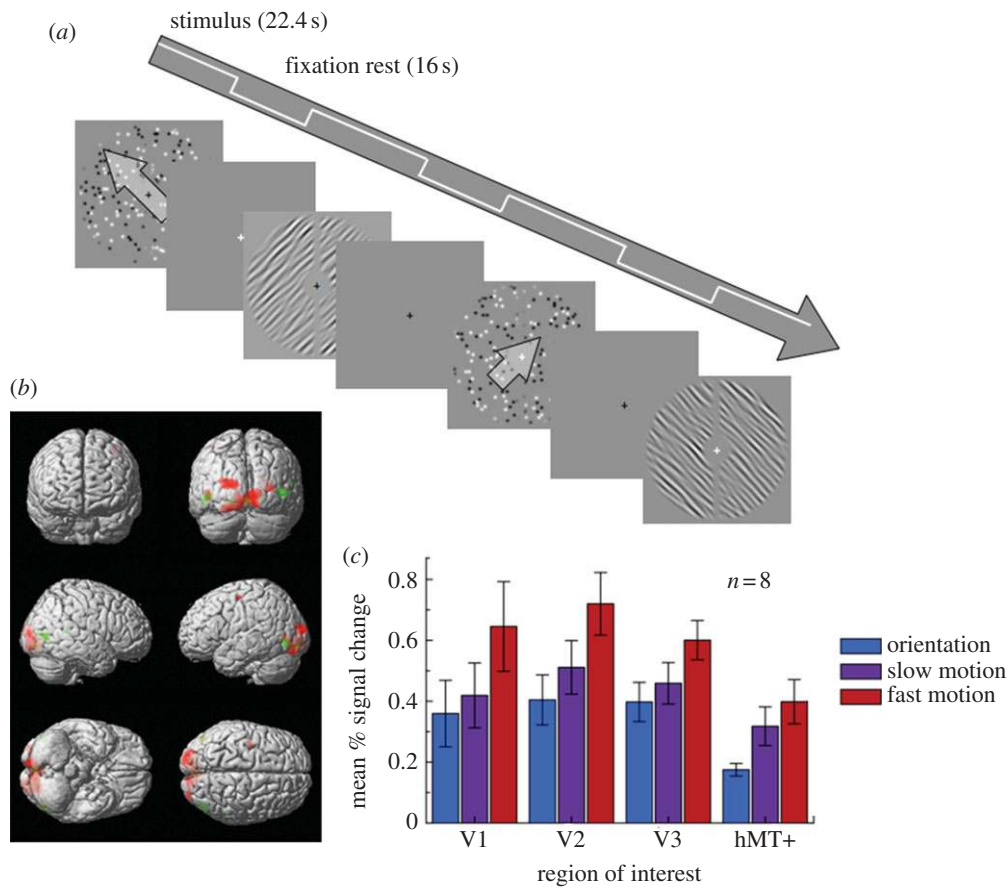 (a)
stimulus (22.4 s)
fixation rest (16 s)
(b)
(c)
n = 8
mean % signal change
0.8
0.6
0.4
0.2
0
V1
V2
V3
hMT+
region of interest
orientation
slow motion
fast motion